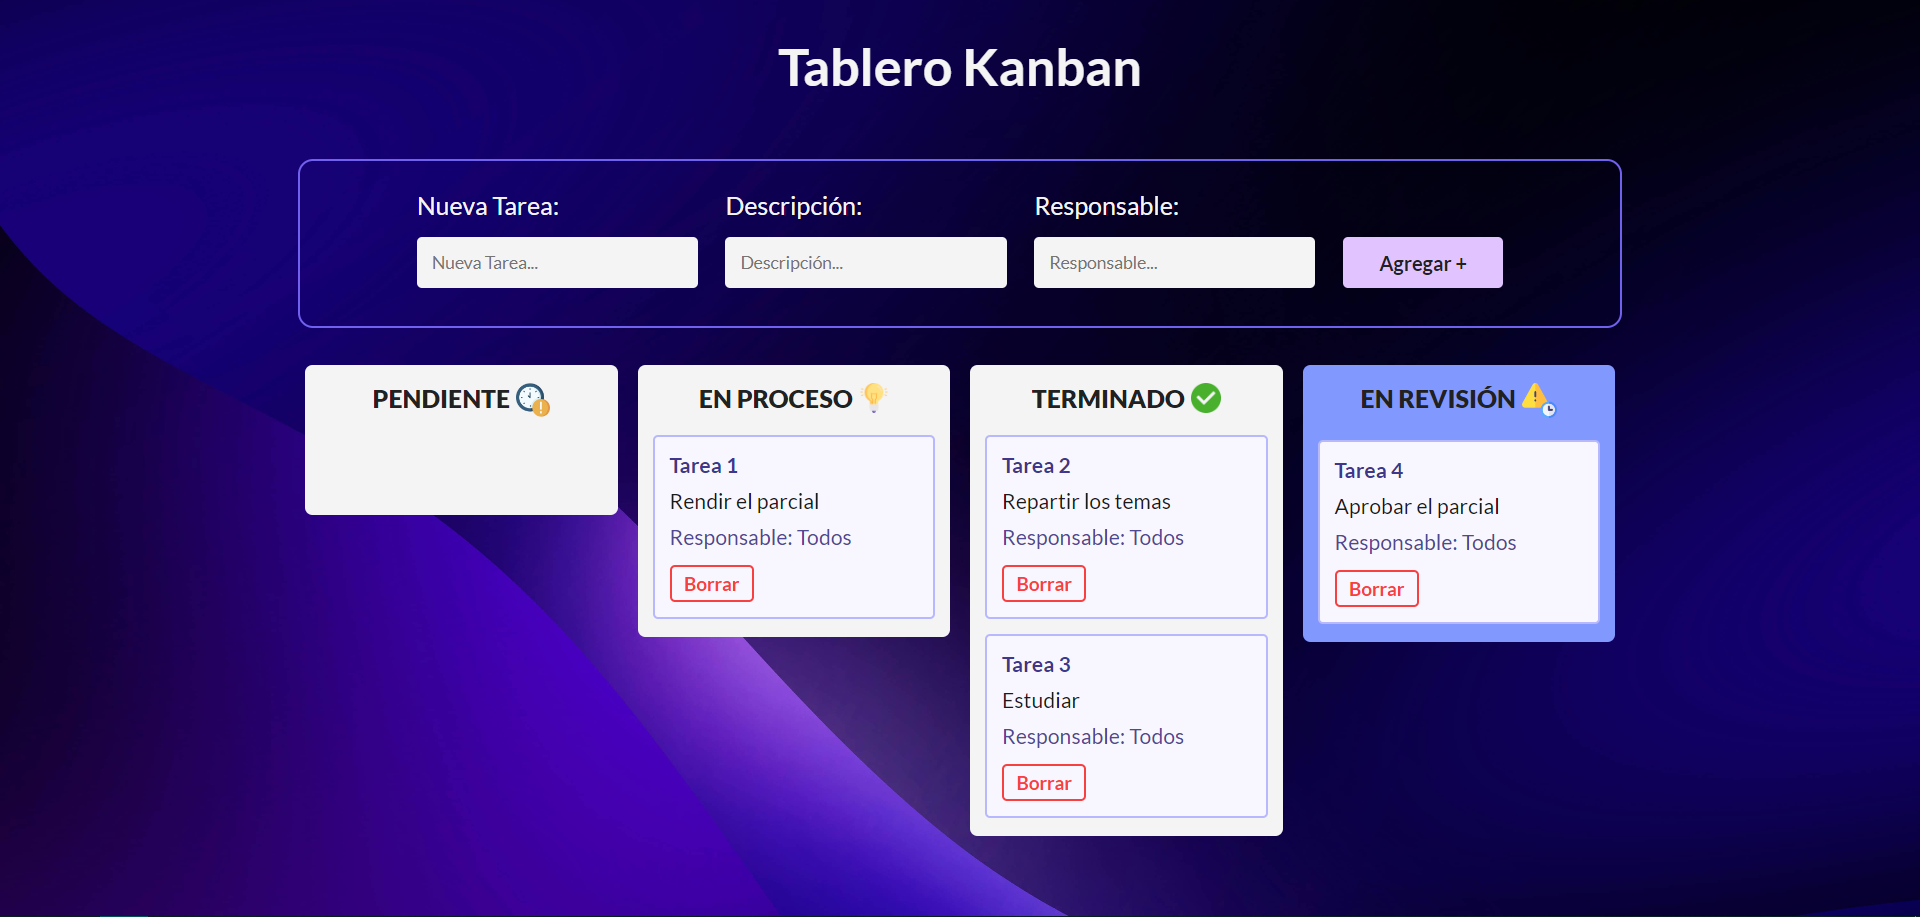 Tablero Kanban
Nueva Tarea:
Descripción:
Responsable:
Nueva Tarea...
Descripción...
Responsable...
Agregar +
PENDIENTE
EN PROCESO
Tarea 1
Rendir el parcial
Responsable: Todos
Borrar
TERMINADO
Tarea 2
Repartir los temas
Responsable: Todos
Borrar
Tarea 3
Estudiar
Responsable: Todos
Borrar
EN REVISIÓN
Tarea 4
Aprobar el parcial
Responsable: Todos
Borrar